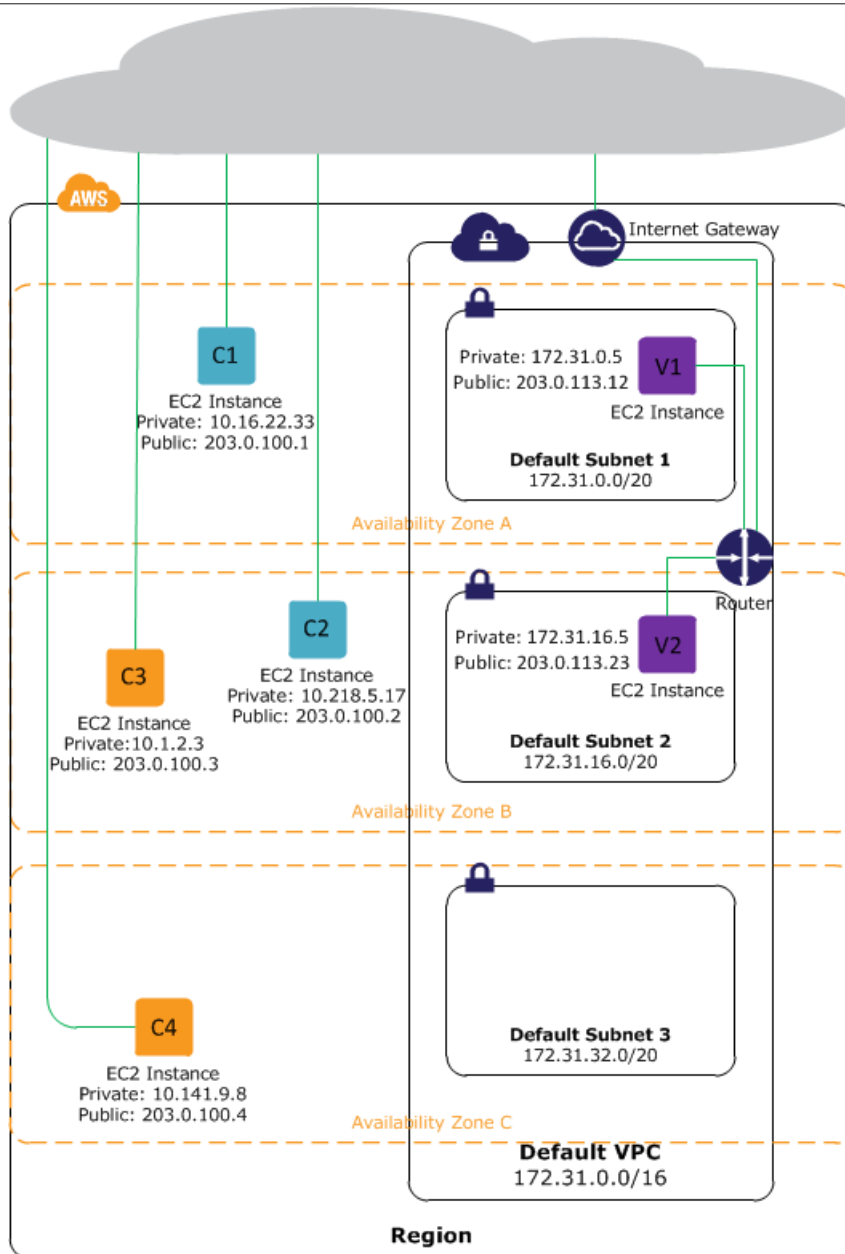 AWS
Internet Gateway
C1
EC2 Instance
Private: 10.16.22.33
Public: 203.0.100.1
Private: 172.31.0.5
Public: 203.0.113.12
V1
EC2 Instance
Default Subnet 1
172.31.0.0/20
Availability Zone A
Router
C2
EC2 Instance
Private: 10.218.5.17
Public: 203.0.100.2
C3
EC2 Instance
Private:10.1.2.3
Public: 203.0.100.3
Private: 172.31.16.5
Public: 203.0.113.23
V2
EC2 Instance
Default Subnet 2
172.31.16.0/20
Availability Zone B
C4
EC2 Instance
Private: 10.141.9.8
Public: 203.0.100.4
Default Subnet 3
172.31.32.0/20
Availability Zone C
Default VPC
172.31.0.0/16
Region